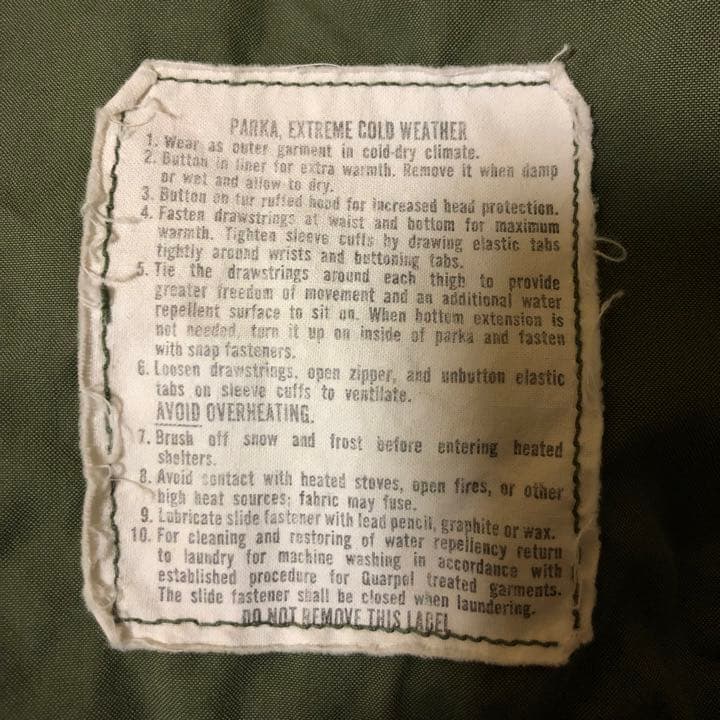 PARKA, EXTREME COLD WEATHER
1. Wear as outer garment in cold-dry climate.
2. Button in liner for extra warmth. Remove it when damp
or wet and allow to dry.
3. Button on fur ruffed hood for increased head protection.
4. Fasten drawstrings at waist and bottom for maximum
warmth. Tighten sleeve cuffs by drawing elastic tabs
tightly around wrists and buttoning tabs.
5. Tie the drawstrings around each thigh to provide
greater freedom of movement and an additional water
repellent surface to sit on. When bottom extension is
not needed, turn it up on inside of parka and fasten
with snap fasteners.
6. Loosen drawstrings, open zipper, and unbutton elastic
tabs on sleeve cuffs to ventilate.
AVOID OVERHEATING.
7. Brush off snow and frost before entering heated
shelters.
8. Avoid contact with heated stoves, open fires, or other
high heat sources; fabric may fuse.
9. Lubricate slide fastener with lead pencil, graphite or wax.
10. For cleaning and restoring of water repellency return
to laundry for machine washing in accordance with
established procedure for Quarpel treated garments.
The slide fastener shall be closed when laundering.
DO NOT REMOVE THIS LABEL